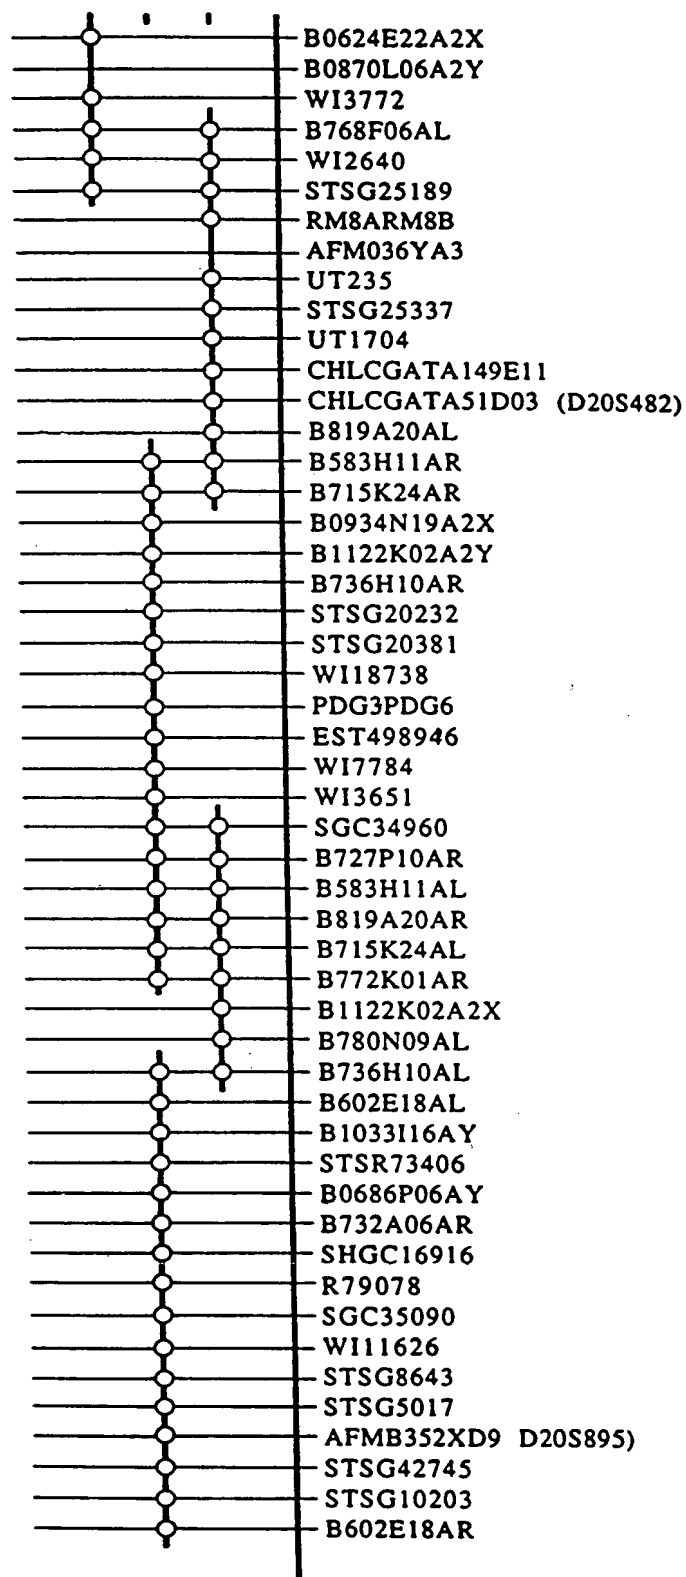 B0624E22A2X
B0870L06A2Y
WI3772
B768F06AL
WI2640
STSG25189
RM8ARM8B
AFM036YA3
UT235
STSG25337
UT1704
CHLCGATA149E11
CHLCGATA51D03 (D20S482)
B819A20AL
B583H11AR
B715K24AR
B0934N19A2X
B1122K02A2Y
B736H10AR
STSG20232
STSG20381
WI18738
PDG3PDG6
EST498946
WI7784
WI3651
SGC34960
B727P10AR
B583H11AL
B819A20AR
B715K24AL
B772K01AR
B1122K02A2X
B780N09AL
B736H10AL
B602E18AL
B1033I16AY
STSR73406
B0686P06AY
B732A06AR
SHGC16916
R79078
SGC35090
WI11626
STSG8643
STSG5017
AFMB352XD9 D20S895)
STSG42745
STSG10203
B602E18AR